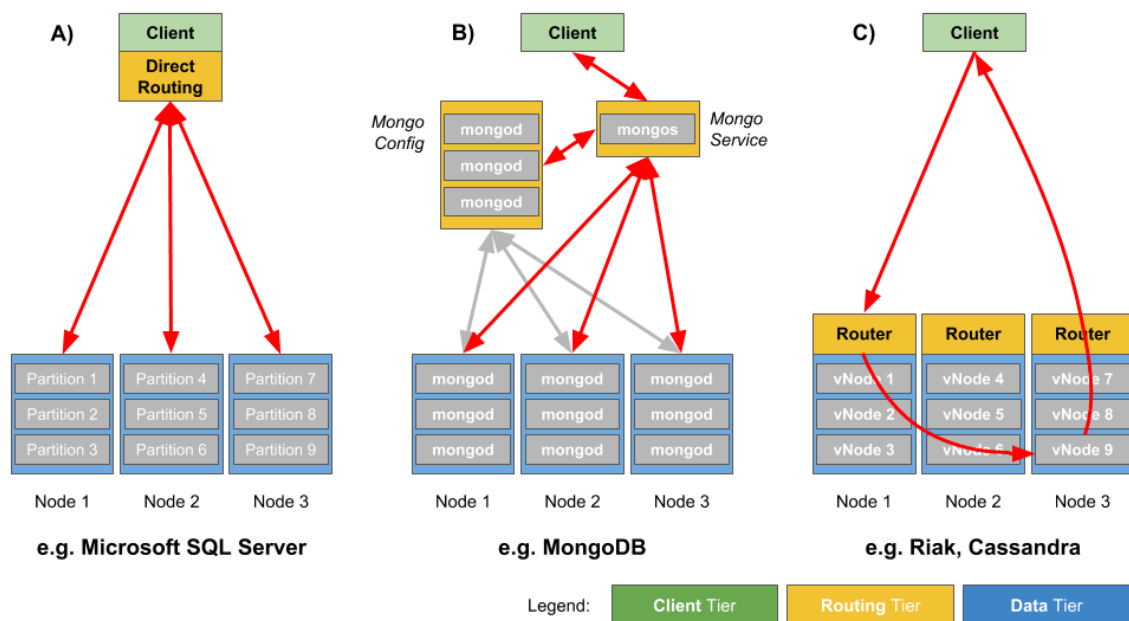 A)
Client
Direct
Routing
Partition 1
Partition 2
Partition 3
Partition 4
Partition 5
Partition 6
Partition 7
Partition 8
Partition 9
Node 1
Node 2
Node 3
e.g. Microsoft SQL Server
B)
Client
Mongo
Config
mongod
mongod
mongod
mongos
Mongo
Service
mongod
mongod
mongod
mongod
mongod
mongod
mongod
mongod
mongod
Node 1
Node 2
Node 3
e.g. MongoDB
C)
Client
Router
Router
Router
vNode 1
vNode 2
vNode 3
vNode 4
vNode 5
vNode 6
vNode 7
vNode 8
vNode 9
Node 1
Node 2
Node 3
e.g. Riak, Cassandra
Legend:
Client Tier
Routing Tier
Data Tier